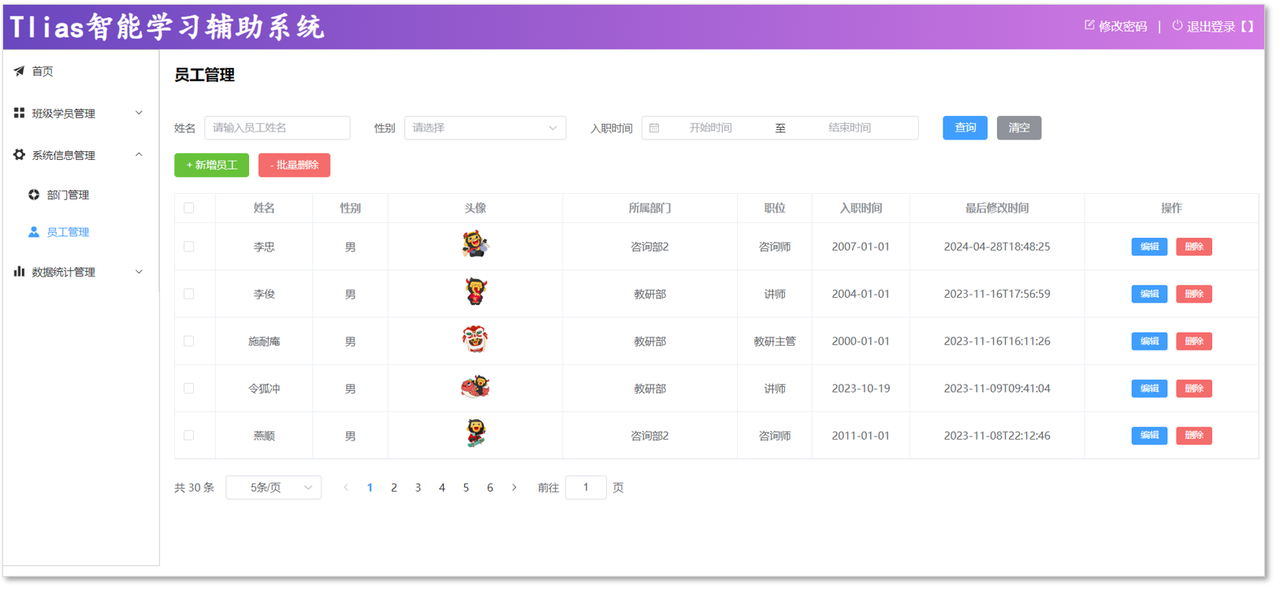 Tlias智能学习辅助系统
修改密码 | 退出登录 【】
首页
班级学员管理
系统信息管理
部门管理
员工管理
数据统计管理
员工管理
姓名 请输入员工姓名 性别 请选择 入职时间 开始时间 至 结束时间 查询 清空
+ 新增员工 - 批量删除
姓名 性别 头像 所属部门 职位 入职时间 最后修改时间 操作
李忠 男 咨询部2 咨询师 2007-01-01 2024-04-28T18:48:25 编辑 删除
李俊 男 教研部 讲师 2004-01-01 2023-11-16T17:56:59 编辑 删除
施耐庵 男 教研部 教研主管 2000-01-01 2023-11-16T16:11:26 编辑 删除
令狐冲 男 教研部 讲师 2023-10-19 2023-11-09T09:41:04 编辑 删除
燕顺 男 咨询部2 咨询师 2011-01-01 2023-11-08T22:12:46 编辑 删除
共 30 条 5条/页 1 2 3 4 5 6 前往 1 页